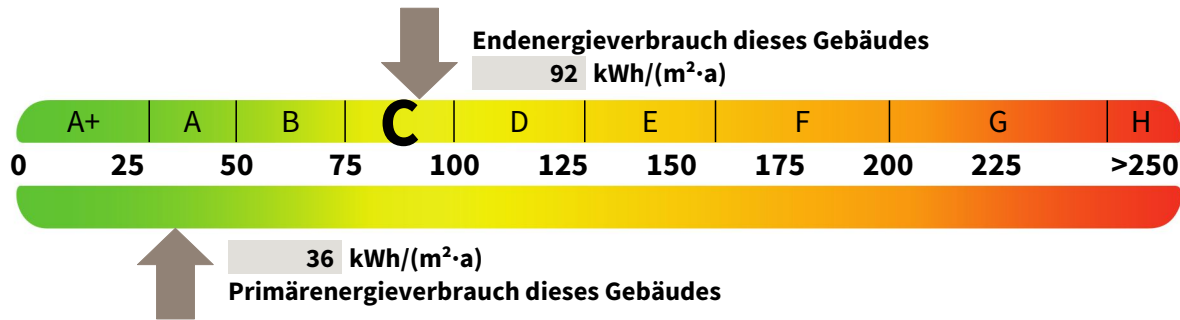 Endenergieverbrauch dieses Gebäudes
92 kWh/(m²·a)
A+ A B C D E F G H
0 25 50 75 100 125 150 175 200 225 >250
36 kWh/(m²·a)
Primärenergieverbrauch dieses Gebäudes